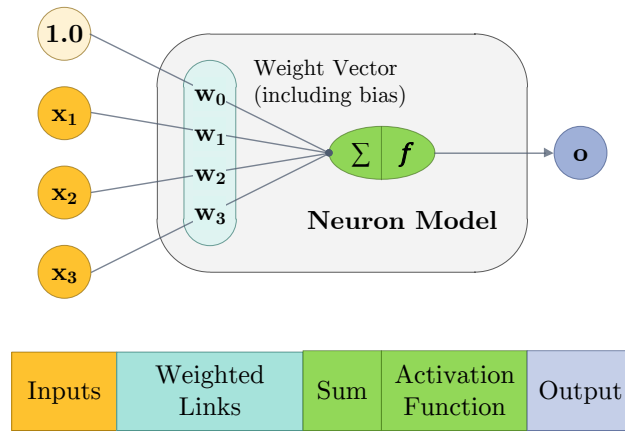 1.0
x₁
x₂
x₃
w₀
w₁
w₂
w₃
Weight Vector
(including bias)
∑ f
o
Neuron Model
Inputs
Weighted
Links
Sum
Activation
Function
Output